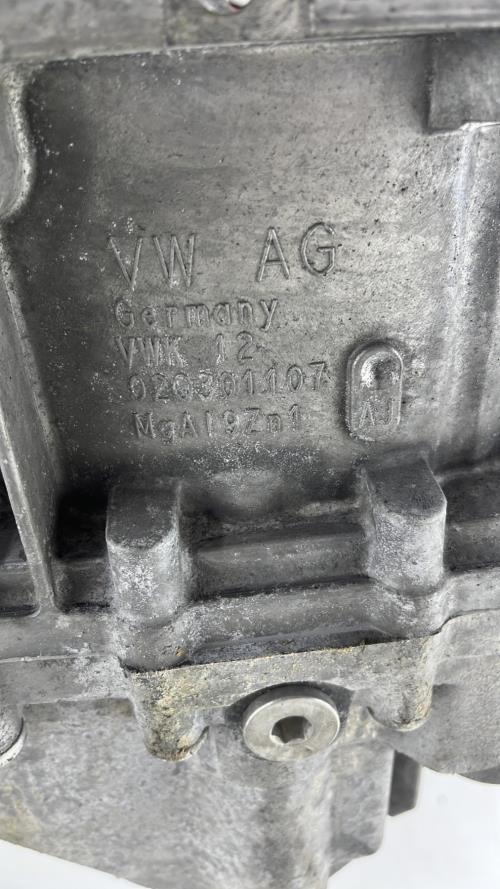 VW AG
Germany
VWK 12
020301107
MgAl9Zn1
AJ